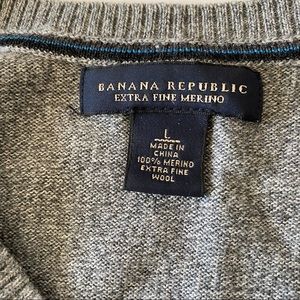 BANANA REPUBLIC
EXTRA FINE MERINO
L
MADE IN
CHINA
100% MERINO
EXTRA FINE
WOOL